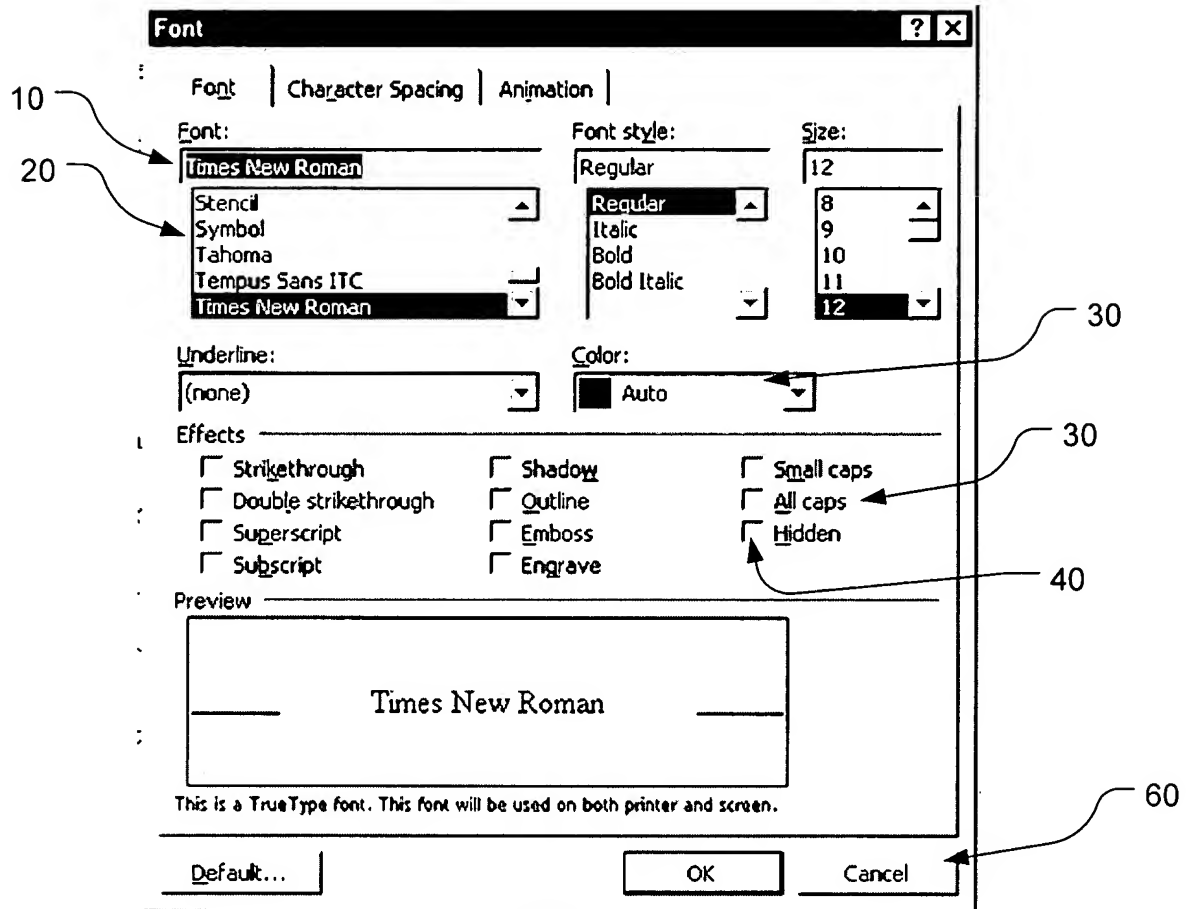 Font ? X
Font Character Spacing Animation
10
Font: Font style: Size:
Times New Roman Regular 12
20
Stencil Regular 8
Symbol Italic 9
Tahoma Bold 10
Tempus Sans ITC Bold Italic 11
Times New Roman 12
30
Underline: Color:
(none) Auto
Effects
30
Strikethrough Shadow Small caps
Double strikethrough Outline All caps
Superscript Emboss Hidden
Subscript Engrave
40
Preview
Times New Roman
This is a TrueType font. This font will be used on both printer and screen.
60
Default... OK Cancel